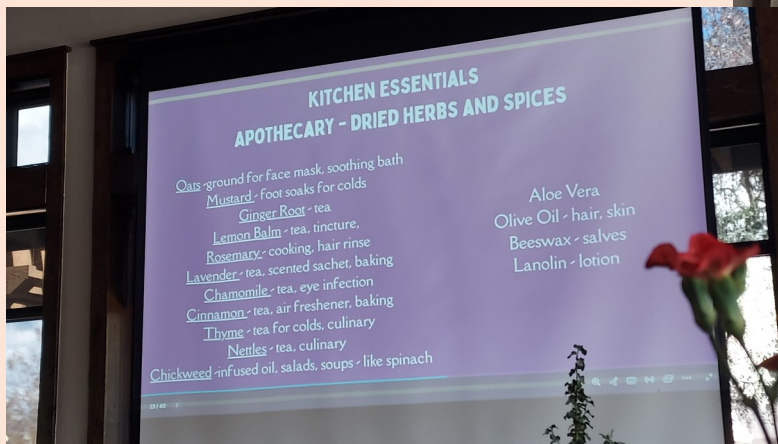 KITCHEN ESSENTIALS
APOTHECARY - DRIED HERBS AND SPICES
Oats -ground for face mask, soothing bath
Mustard - foot soaks for colds
Ginger Root - tea
Lemon Balm - tea, tincture,
Rosemary - cooking, hair rinse
Lavender - tea, scented sachet, baking
Chamomile - tea, eye infection
Cinnamon - tea, air freshener, baking
Thyme - tea for colds, culinary
Nettles - tea, culinary
Chickweed -infused oil, salads, soups - like spinach
Aloe Vera
Olive Oil - hair, skin
Beeswax - salves
Lanolin - lotion